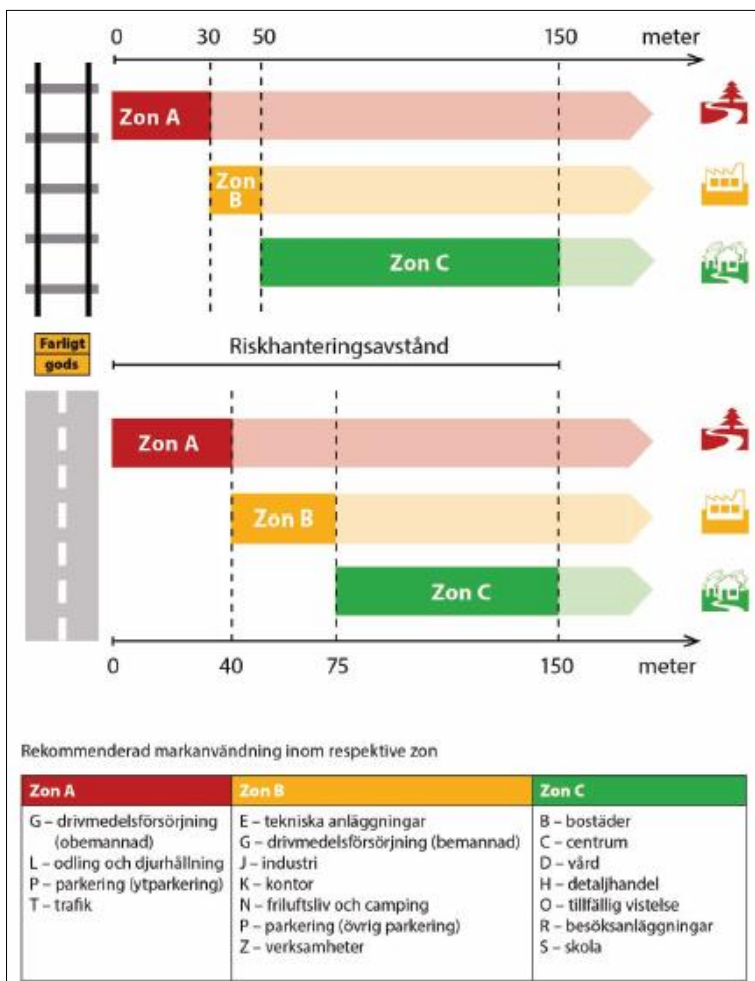 0 30 50 150 meter
Zon A
Zon
B
Zon C
Farligt
gods
Riskhanteringsavstånd
Zon A
Zon B
Zon C
0 40 75 150 meter
Rekommenderad markanvändning inom respektive zon
Zon A
G – drivmedelsförsörjning
(obemannad)
L – odling och djurhållning
P – parkering (ytparkering)
T – trafik
Zon B
E – tekniska anläggningar
G – drivmedelsförsörjning (bemannad)
J – industri
K – kontor
N – friluftsliv och camping
P – parkering (övrig parkering)
Z – verksamheter
Zon C
B – bostäder
C – centrum
D – vård
H – detaljhandel
O – tillfällig vistelse
R – besöksanläggningar
S – skola